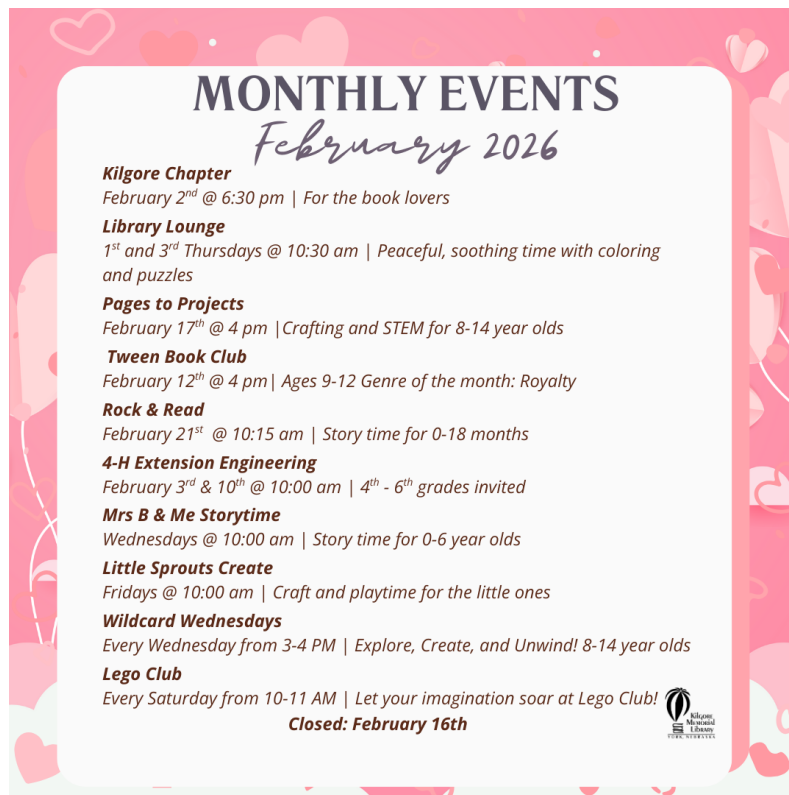 MONTHLY EVENTS
February 2026
Kilgore Chapter
February 2nd @ 6:30 pm | For the book lovers
Library Lounge
1st and 3rd Thursdays @ 10:30 am | Peaceful, soothing time with coloring
and puzzles
Pages to Projects
February 17th @ 4 pm |Crafting and STEM for 8-14 year olds
Tween Book Club
February 12th @ 4 pm| Ages 9-12 Genre of the month: Royalty
Rock & Read
February 21st @ 10:15 am | Story time for 0-18 months
4-H Extension Engineering
February 3rd & 10th @ 10:00 am | 4th - 6th grades invited
Mrs B & Me Storytime
Wednesdays @ 10:00 am | Story time for 0-6 year olds
Little Sprouts Create
Fridays @ 10:00 am | Craft and playtime for the little ones
Wildcard Wednesdays
Every Wednesday from 3-4 PM | Explore, Create, and Unwind! 8-14 year olds
Lego Club
Every Saturday from 10-11 AM | Let your imagination soar at Lego Club!
Closed: February 16th
Kilgore
Memorial
Library
YORK, NEBRASKA